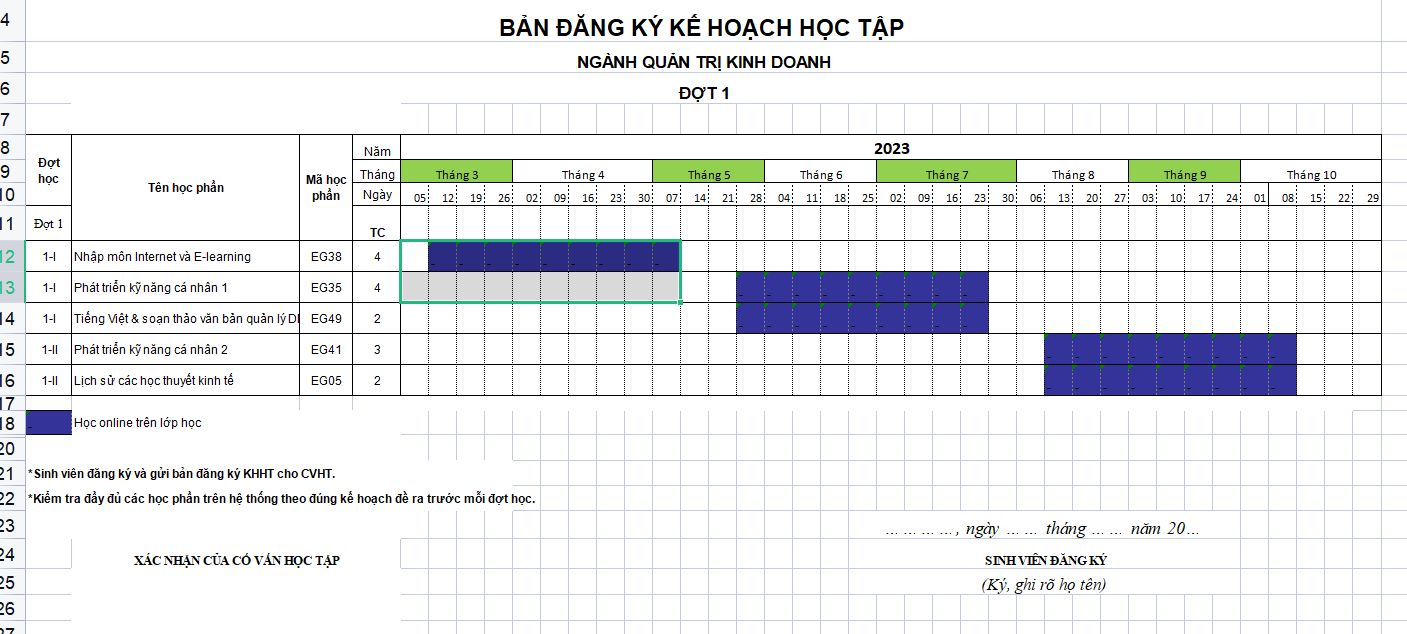 4
BẢN ĐĂNG KÝ KẾ HOẠCH HỌC TẬP
5
NGÀNH QUẢN TRỊ KINH DOANH
6
ĐỢT 1
7
8 Đợt học Tên học phần Mã học phần Năm 2023
9 Tháng Tháng 3 Tháng 4 Tháng 5 Tháng 6 Tháng 7 Tháng 8 Tháng 9 Tháng 10
10 Ngày 05 12 19 26 02 09 16 23 30 07 14 21 28 04 11 18 25 02 09 16 23 30 06 13 20 27 03 10 17 24 01 08 15 22 29
11 Đợt 1 TC
12 1-I Nhập môn Internet và E-learning EG38 4
13 1-I Phát triển kỹ năng cá nhân 1 EG35 4
14 1-I Tiếng Việt & soạn thảo văn bản quản lý EG49 2
15 1-II Phát triển kỹ năng cá nhân 2 EG41 3
16 1-II Lịch sử các học thuyết kinh tế EG05 2
17
18 Học online trên lớp học
20
21 *Sinh viên đăng ký và gửi bản đăng ký KHHT cho CVHT.
22 *Kiểm tra đầy đủ các học phần trên hệ thống theo đúng kế hoạch đề ra trước mỗi đợt học.
23 … … … …, ngày … … tháng … … năm 20…
24 XÁC NHẬN CỦA CỐ VẤN HỌC TẬP SINH VIÊN ĐĂNG KÝ
25 (Ký, ghi rõ họ tên)
26
27